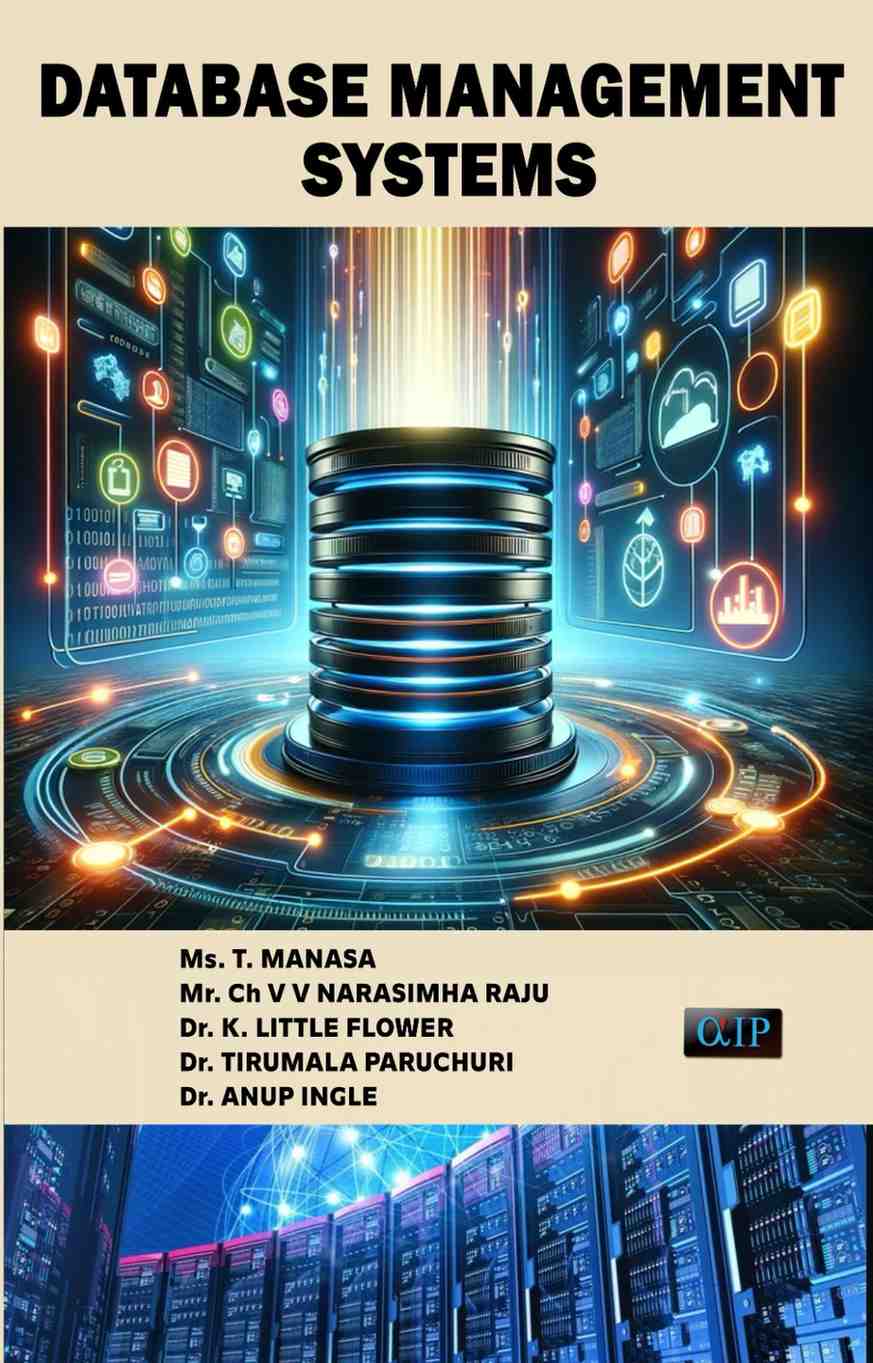 DATABASE MANAGEMENT
SYSTEMS
Ms. T. MANASA
Mr. Ch V V NARASIMHA RAJU
Dr. K. LITTLE FLOWER
Dr. TIRUMALA PARUCHURI
Dr. ANUP INGLE
αIP